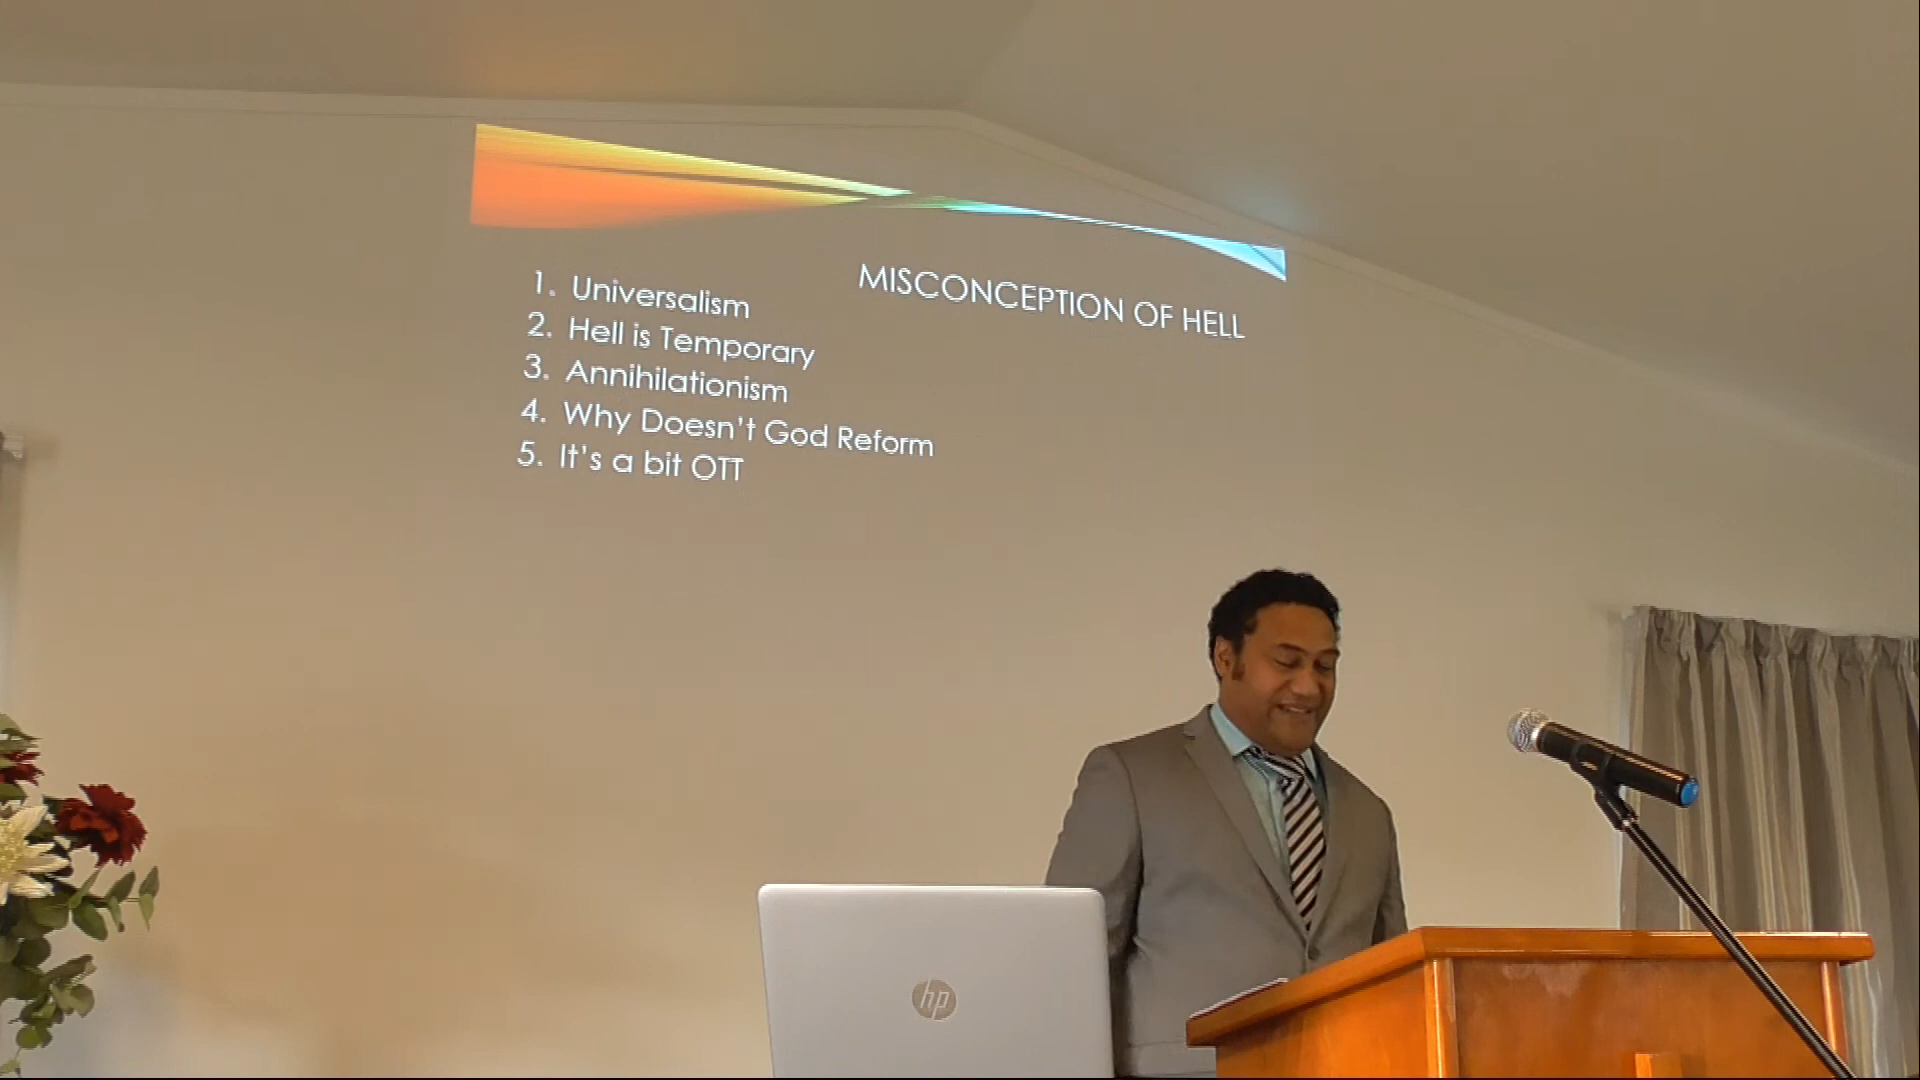 MISCONCEPTION OF HELL
1. Universalism
2. Hell is Temporary
3. Annihilationism
4. Why Doesn't God Reform
5. It's a bit OTT
hp